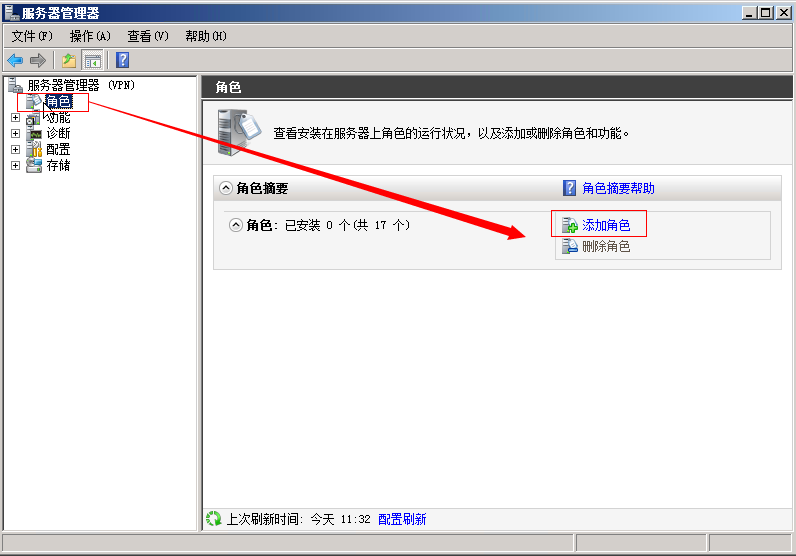 服务器管理器
文件(F) 操作(A) 查看(V) 帮助(H)
服务器管理器 (VPN)
角色
功能
诊断
配置
存储
角色
查看安装在服务器上角色的运行状况，以及添加或删除角色和功能。
角色摘要
角色摘要帮助
角色: 已安装 0 个(共 17 个)
添加角色
删除角色
上次刷新时间: 今天 11:32 配置刷新